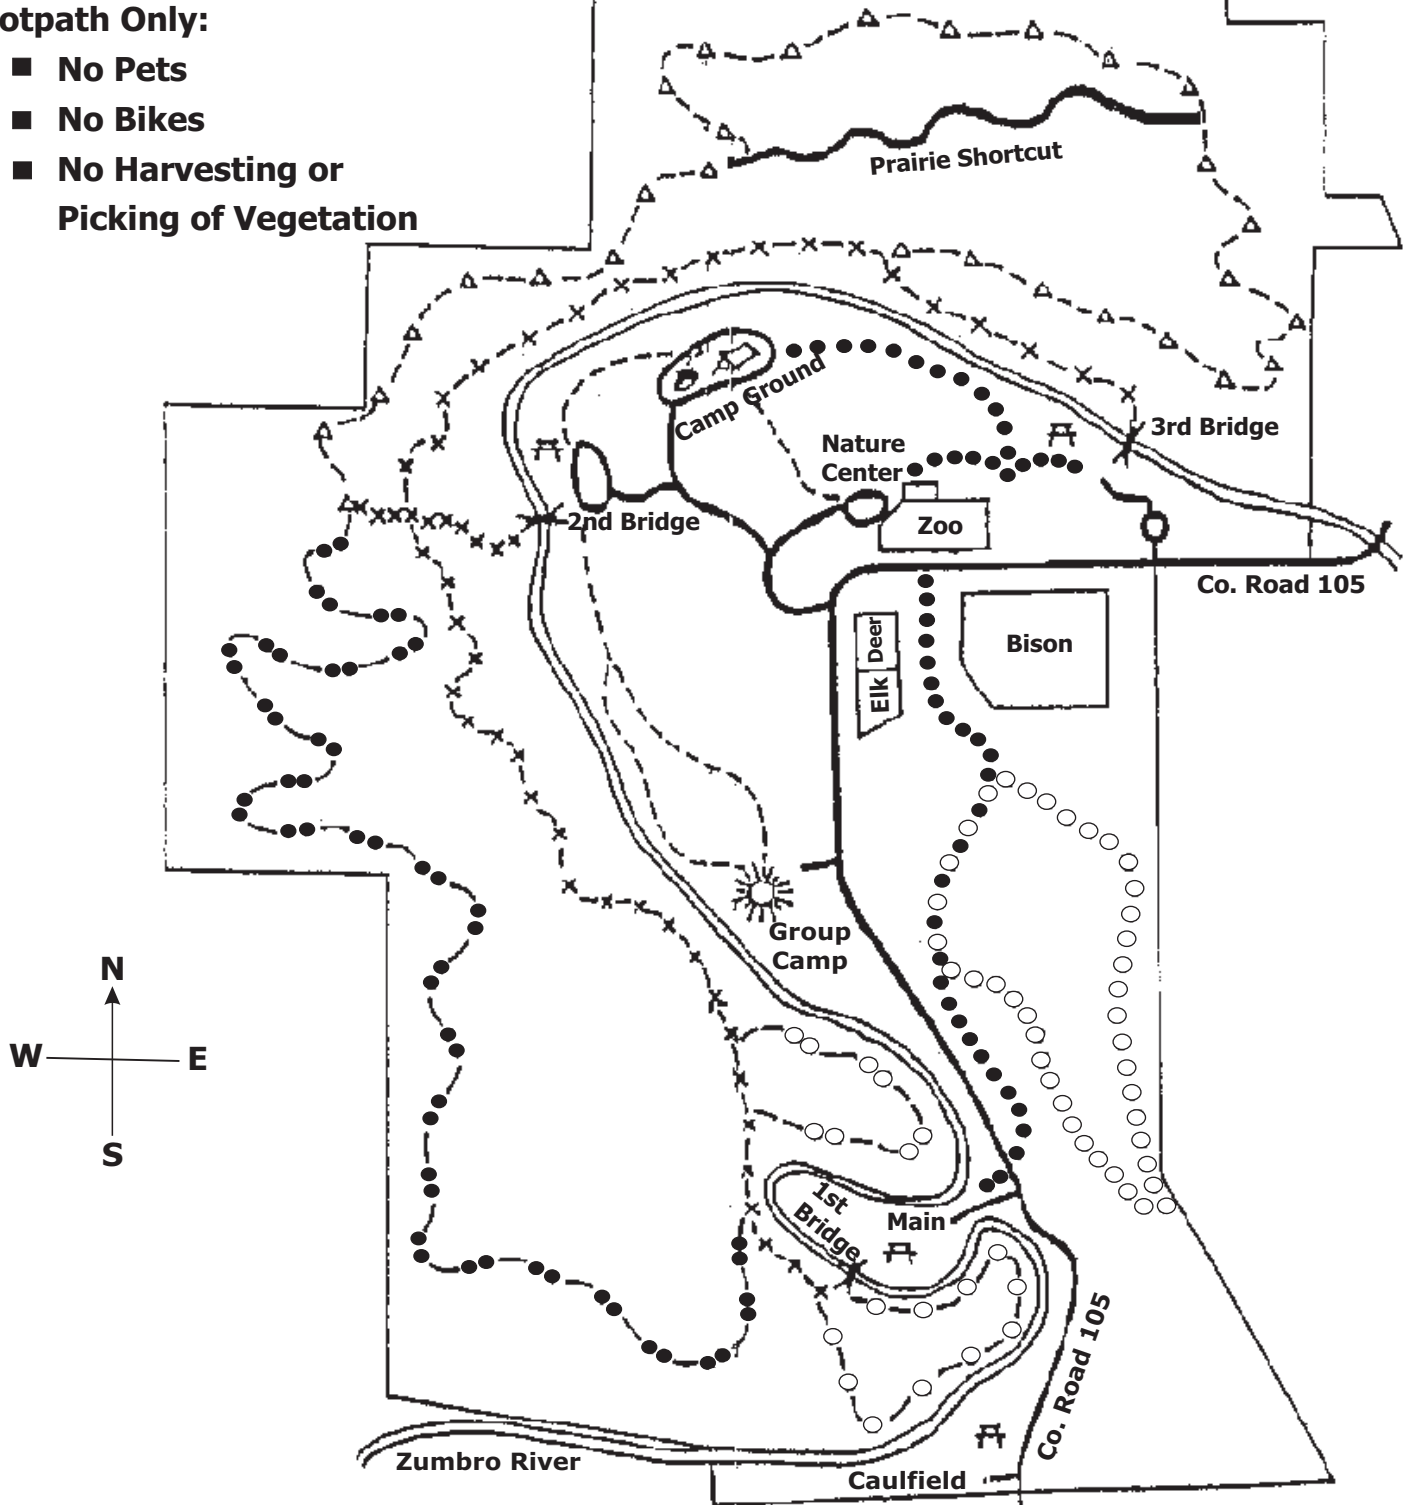 otpath Only:
■ No Pets
■ No Bikes
■ No Harvesting or
Picking of Vegetation
Prairie Shortcut
Camp Ground
Nature
Center
3rd Bridge
2nd Bridge
Zoo
Co. Road 105
Deer
Elk
Bison
Group
Camp
N
W E
S
1st
Bridge
Main
Co. Road 105
Zumbro River
Caulfield